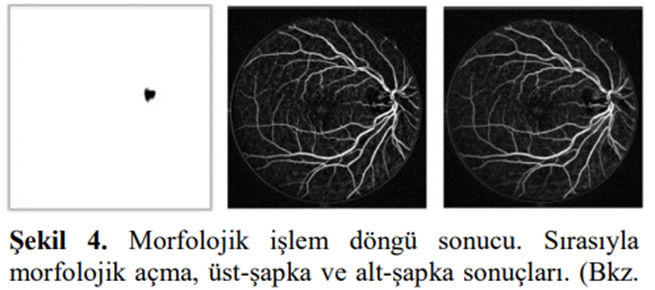 Şekil 4. Morfolojik işlem döngü sonucu. Sırasıyla
morfolojik açma, üst-şapka ve alt-şapka sonuçları. (Bkz.